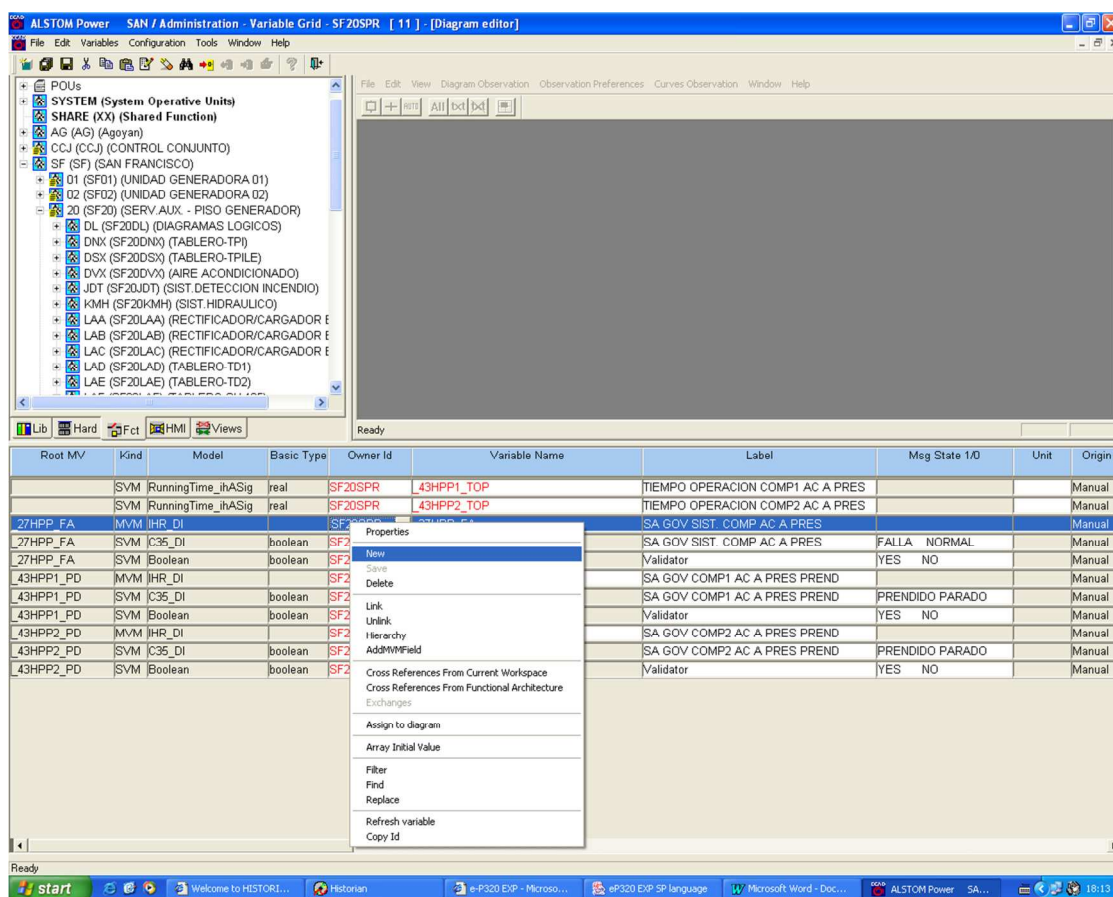 ALSTOM Power SAN / Administration - Variable Grid - SF20SPR [ 11 ] - [Diagram editor]
File Edit Variables Configuration Tools Window Help
POUs
SYSTEM (System Operative Units)
SHARE (XX) (Shared Function)
AG (AG) (Agoyan)
CCJ (CCJ) (CONTROL CONJUNTO)
SF (SF) (SAN FRANCISCO)
01 (SF01) (UNIDAD GENERADORA 01)
02 (SF02) (UNIDAD GENERADORA 02)
20 (SF20) (SERV.AUX. - PISO GENERADOR)
DL (SF20DL) (DIAGRAMAS LOGICOS)
DNX (SF20DNX) (TABLERO-TPI)
DSX (SF20DSX) (TABLERO-TPILE)
DVX (SF20DVX) (AIRE ACONDICIONADO)
JDT (SF20JDT) (SIST.DETECCION INCENDIO)
KMH (SF20KMH) (SIST.HIDRAULICO)
LAA (SF20LAA) (RECTIFICADOR/CARGADOR E
LAB (SF20LAB) (RECTIFICADOR/CARGADOR E
LAC (SF20LAC) (RECTIFICADOR/CARGADOR E
LAD (SF20LAD) (TABLERO-TD1)
LAE (SF20LAE) (TABLERO-TD2)
Lib Hard Fct HMI Views
File Edit View Diagram Observation Observation Preferences Curves Observation Window Help
AUTO All txt txt
Ready
Root MV Kind Model Basic Type Owner Id Variable Name Label Msg State 1/0 Unit Origin
SVM RunningTime_ihASig real SF20SPR _43HPP1_TOP TIEMPO OPERACION COMP1 AC A PRES Manual
SVM RunningTime_ihASig real SF20SPR _43HPP2_TOP TIEMPO OPERACION COMP2 AC A PRES Manual
_27HPP_FA MVM IHR_DI SF20SPR _27HPP_FA SA GOV SIST. COMP AC A PRES Manual
_27HPP_FA SVM C35_DI boolean SF2 SA GOV SIST. COMP AC A PRES FALLA NORMAL Manual
_27HPP_FA SVM Boolean boolean SF2 Validator YES NO Manual
_43HPP1_PD MVM IHR_DI SF2 SA GOV COMP1 AC A PRES PREND Manual
_43HPP1_PD SVM C35_DI boolean SF2 SA GOV COMP1 AC A PRES PREND PRENDIDO PARADO Manual
_43HPP1_PD SVM Boolean boolean SF2 Validator YES NO Manual
_43HPP2_PD MVM IHR_DI SF2 SA GOV COMP2 AC A PRES PREND Manual
_43HPP2_PD SVM C35_DI boolean SF2 SA GOV COMP2 AC A PRES PREND PRENDIDO PARADO Manual
_43HPP2_PD SVM Boolean boolean SF2 Validator YES NO Manual
Properties
New
Save
Delete
Link
Unlink
Hierarchy
AddMVMField
Cross References From Current Workspace
Cross References From Functional Architecture
Exchanges
Assign to diagram
Array Initial Value
Filter
Find
Replace
Refresh variable
Copy Id
Ready
start Welcome to HISTORI... Historian e-P320 EXP - Microso... eP320 EXP SP language Microsoft Word - Doc... ALSTOM Power SA... 18:13